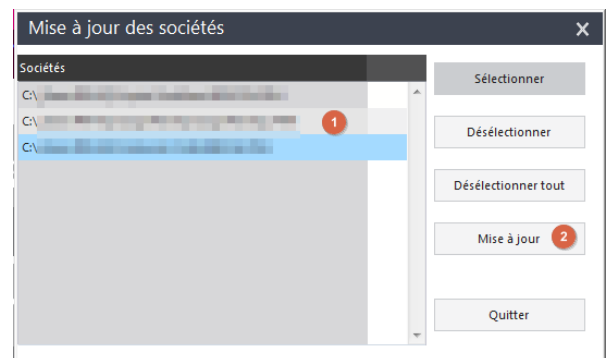 Mise à jour des sociétés
Sociétés
Sélectionner
C:\
C:\
1
Désélectionner
C:\
Désélectionner tout
Mise à jour
2
Quitter